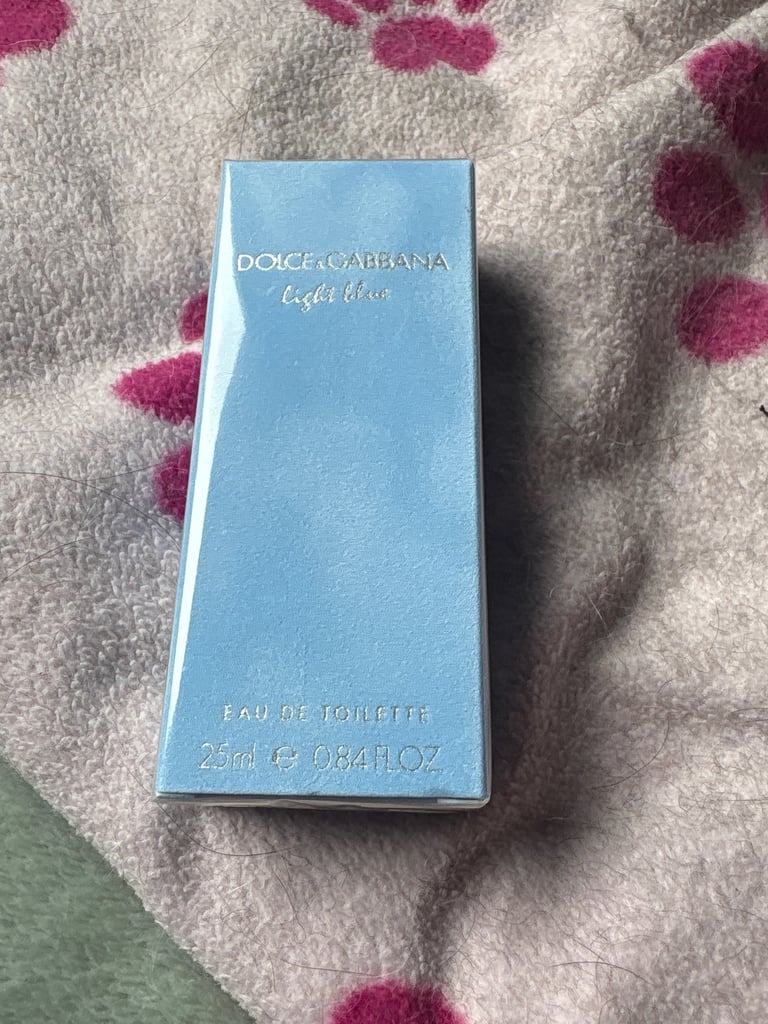 DOLCE&GABBANA
light blue
EAU DE TOILETTE
25ml ℮ 0.84 FL.OZ